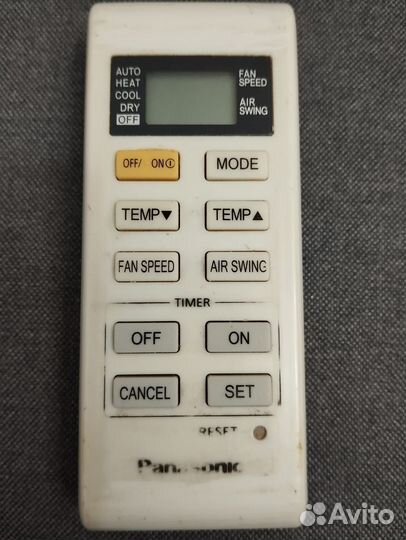 AUTO
HEAT
COOL
DRY
OFF
FAN SPEED
AIR SWING
OFF/ ON
MODE
TEMP▼
TEMP▲
FAN SPEED
AIR SWING
TIMER
OFF
ON
CANCEL
SET
RESET
Panasonic
Avito